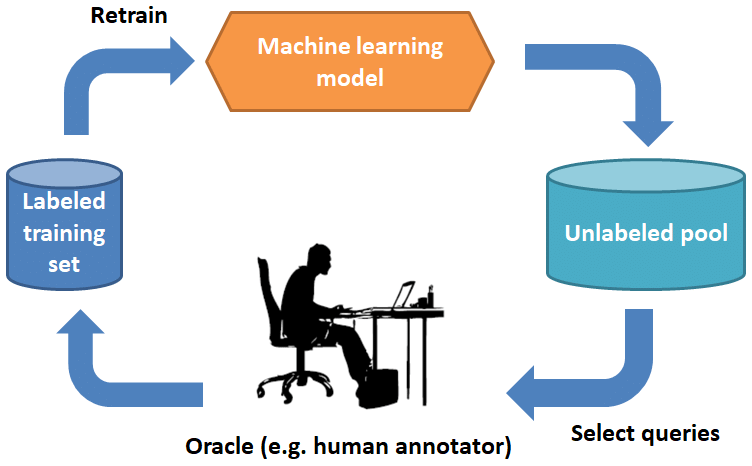 Retrain
Machine learning
model
Labeled
training
set
Unlabeled pool
Oracle (e.g. human annotator)
Select queries